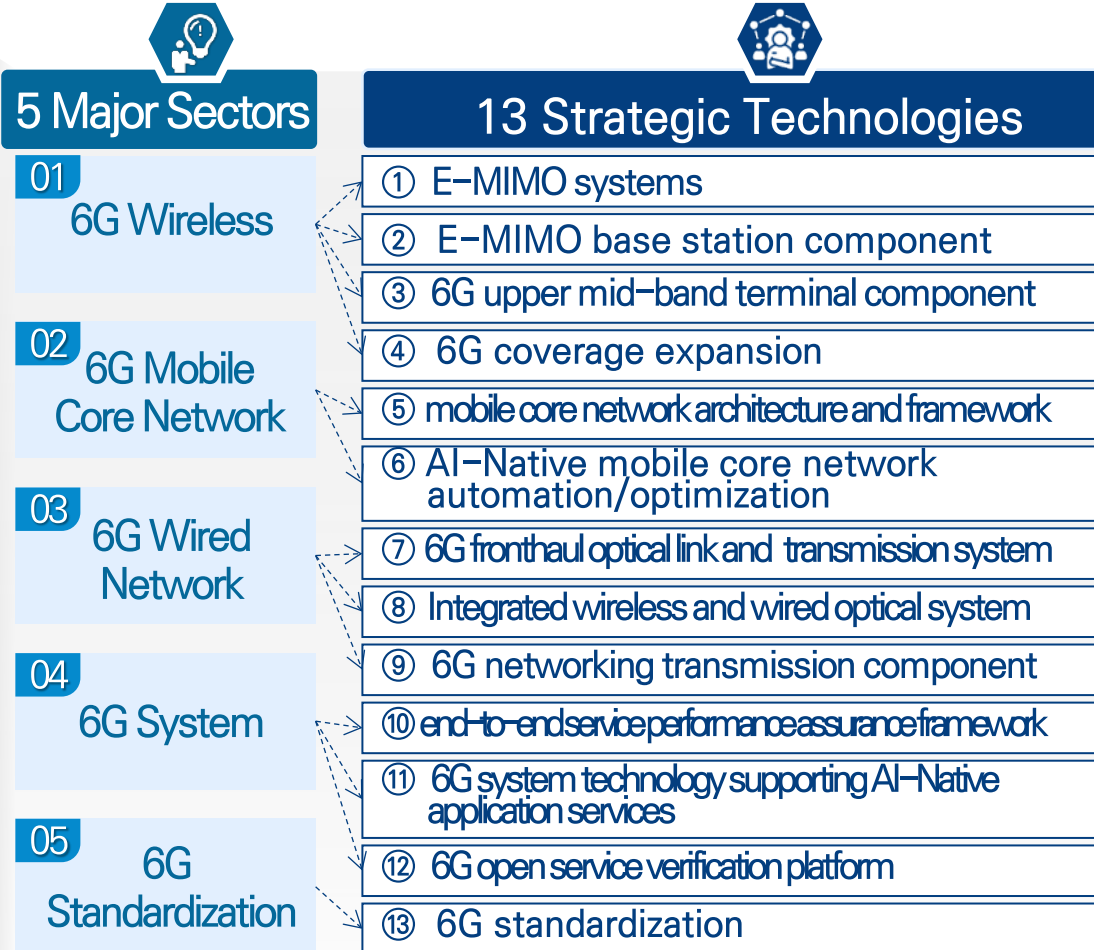 5 Major Sectors
13 Strategic Technologies
01
6G Wireless
02
6G Mobile
Core Network
03
6G Wired
Network
04
6G System
05
6G
Standardization
① E-MIMO systems
② E-MIMO base station component
③ 6G upper mid-band terminal component
④ 6G coverage expansion
⑤ mobile core network architecture and framework
⑥ AI-Native mobile core network
automation/optimization
⑦ 6G fronthaul optical link and transmission system
⑧ Integrated wireless and wired optical system
⑨ 6G networking transmission component
⑩ end-to-end service performance assurance framework
⑪ 6G system technology supporting AI-Native
application services
⑫ 6G open service verification platform
⑬ 6G standardization